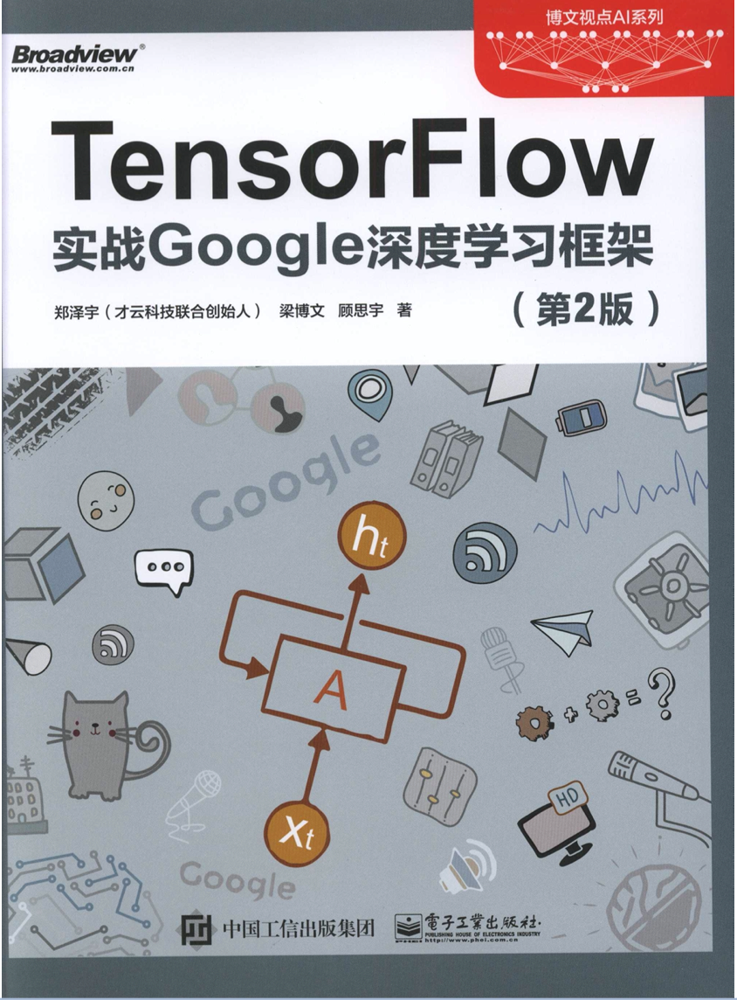 博文视点AI系列
Broadview®
www.broadview.com.cn
TensorFlow
实战Google深度学习框架
（第2版）
郑泽宇（才云科技联合创始人） 梁博文 顾思宇 著
Google
ht
A
+ = ?
HD
xt
Google
中国工信出版集团
電子工業出版社
PUBLISHING HOUSE OF ELECTRONICS INDUSTRY
http://www.phei.com.cn